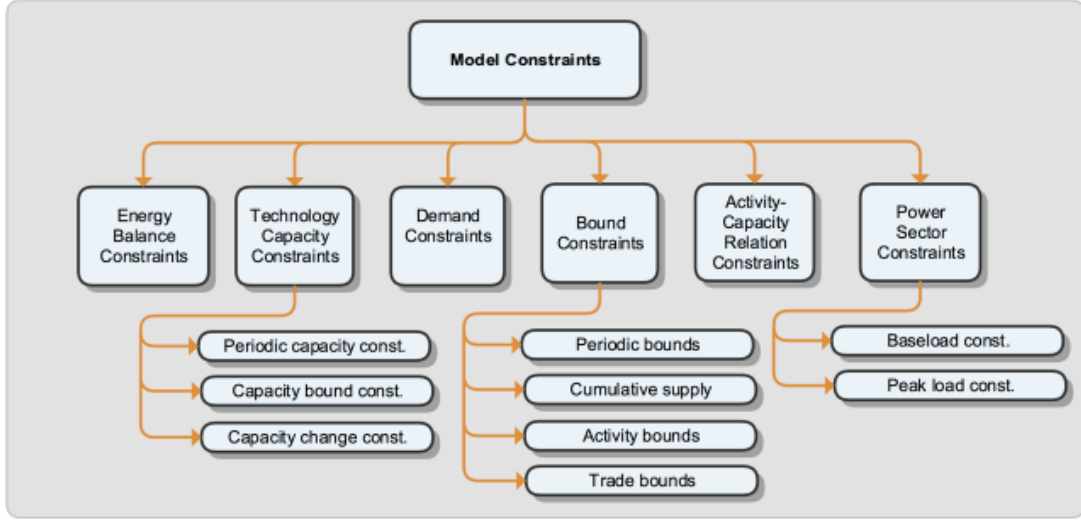 Model Constraints
Energy
Balance
Constraints
Technology
Capacity
Constraints
Demand
Constraints
Bound
Constraints
Activity-
Capacity
Relation
Constraints
Power
Sector
Constraints
Periodic capacity const.
Capacity bound const.
Capacity change const.
Periodic bounds
Cumulative supply
Activity bounds
Trade bounds
Baseload const.
Peak load const.